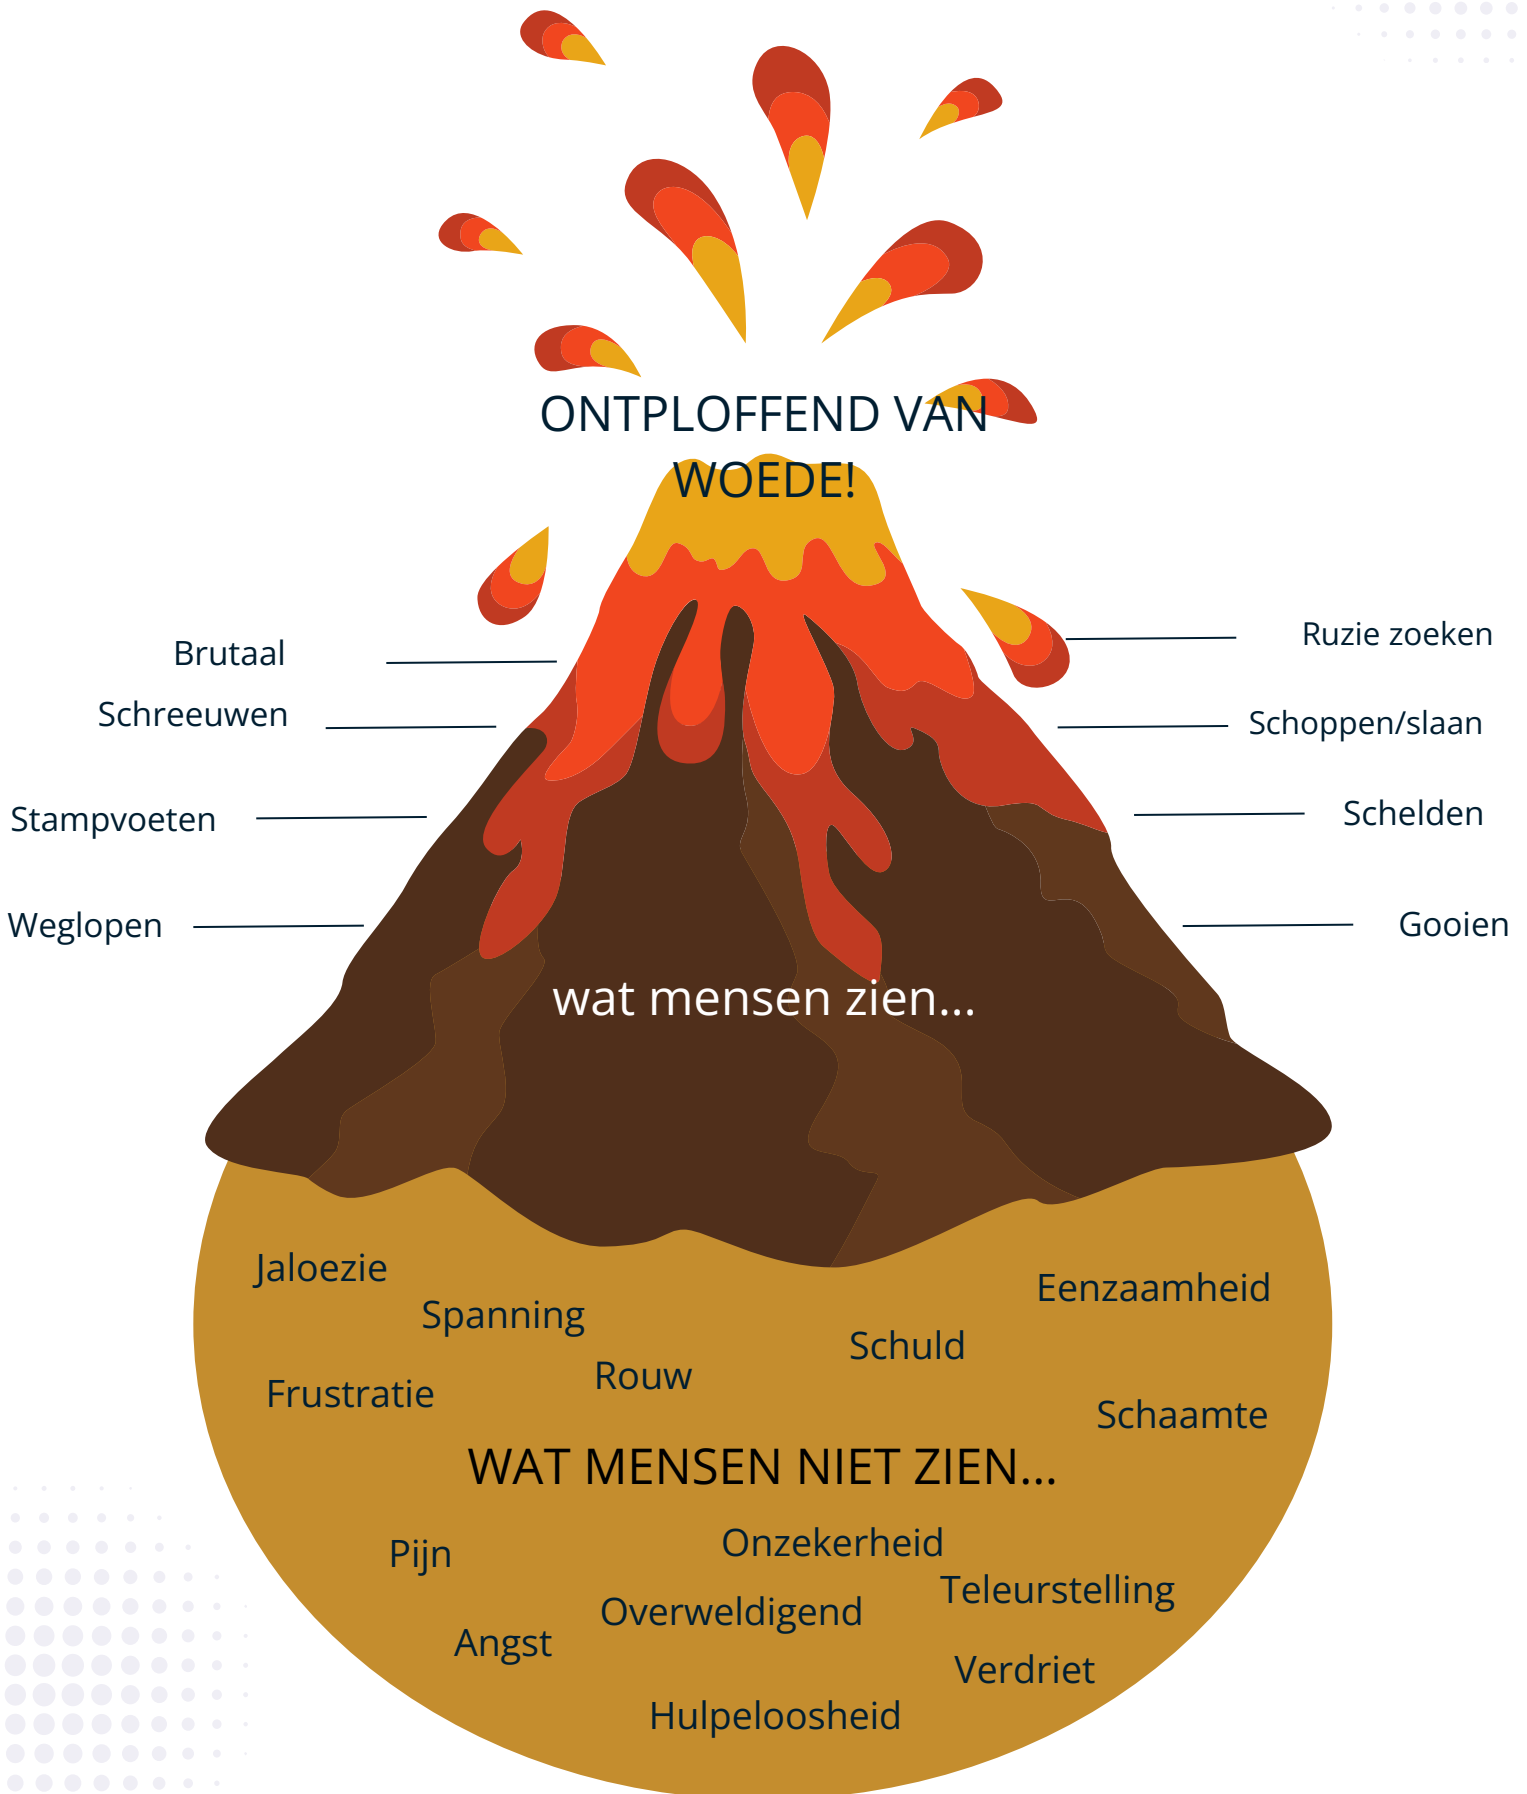 ONTPLOFFEND VAN
WOEDE!
Brutaal
Ruzie zoeken
Schreeuwen
Schoppen/slaan
Stampvoeten
Schelden
Weglopen
Gooien
wat mensen zien...
Jaloezie
Eenzaamheid
Spanning
Schuld
Rouw
Frustratie
Schaamte
WAT MENSEN NIET ZIEN...
Pijn
Onzekerheid
Teleurstelling
Overweldigend
Angst
Verdriet
Hulpeloosheid